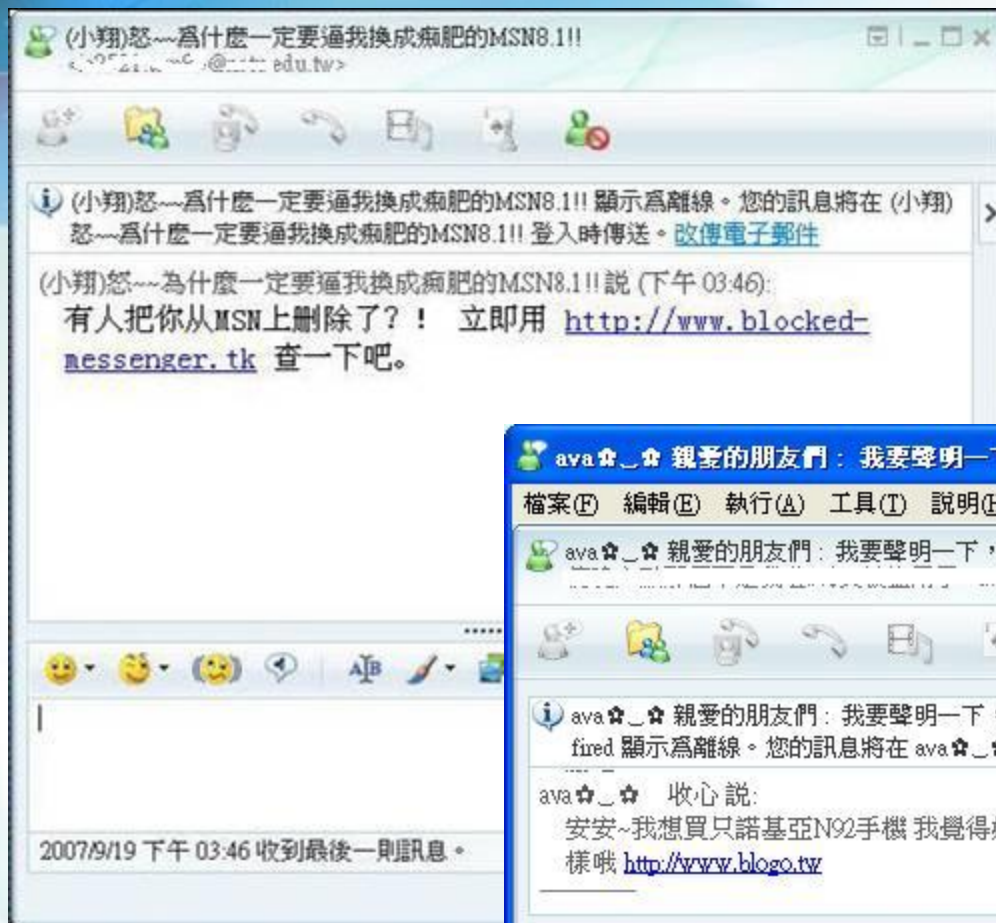 (小翔)怒~~爲什麼一定要逼我換成痴肥的MSN8.1!!
edu.tw>
(小翔)怒~~爲什麼一定要逼我換成痴肥的MSN8.1!! 顯示爲離線。您的訊息將在 (小翔)
怒~~爲什麼一定要逼我換成痴肥的MSN8.1!! 登入時傳送。改傳電子郵件
(小翔)怒~~為什麼一定要逼我換成痴肥的MSN8.1!! 說 (下午 03:46):
有人把你从MSN上删除了?! 立即用 http://www.blocked-
messenger.tk 查一下吧。
2007/9/19 下午 03:46 收到最後一則訊息。
ava✿_✿ 親愛的朋友們: 我要聲明一下
檔案(F) 編輯(E) 執行(A) 工具(T) 說明(H
ava✿_✿ 親愛的朋友們: 我要聲明一下,
ava✿_✿ 親愛的朋友們: 我要聲明一下
fired 顯示爲離線。您的訊息將在 ava✿_✿
ava✿_✿ 收心 說:
安安~我想買只諾基亞N92手機 我覺得
樣哦 http://www.blogo.tw